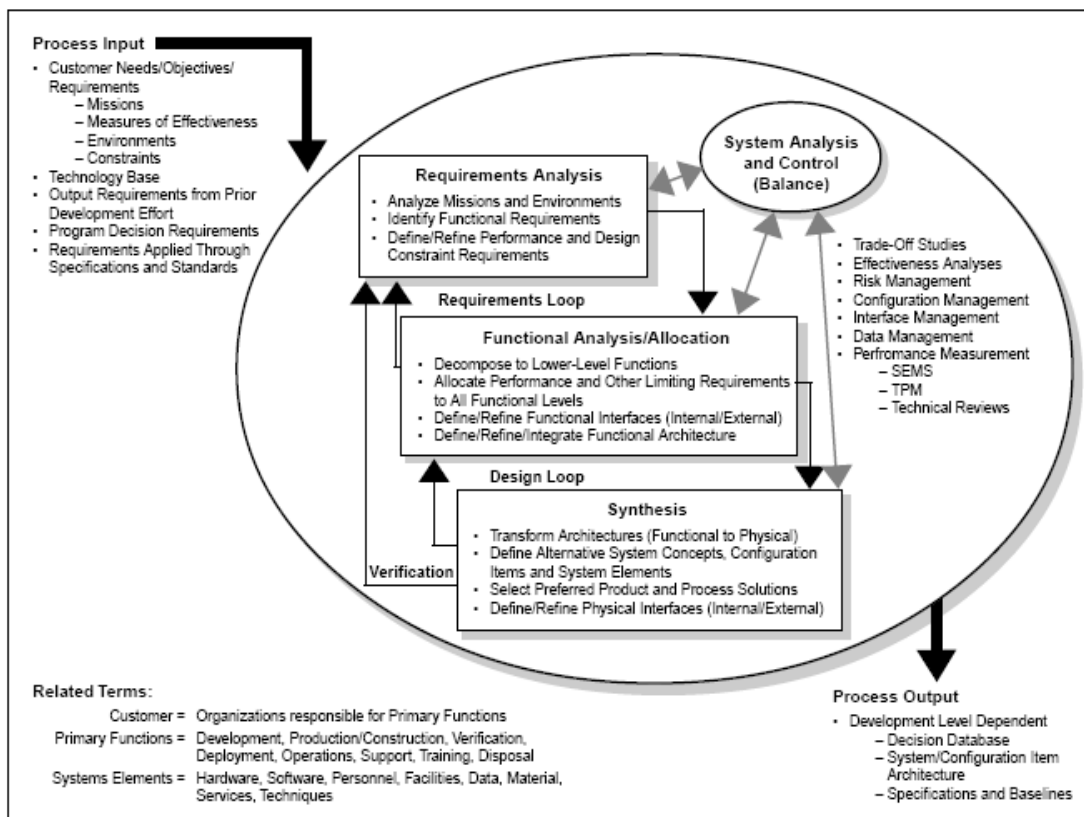 Process Input
• Customer Needs/Objectives/
Requirements
– Missions
– Measures of Effectiveness
– Environments
– Constraints
• Technology Base
• Output Requirements from Prior
Development Effort
• Program Decision Requirements
• Requirements Applied Through
Specifications and Standards
System Analysis
and Control
(Balance)
Requirements Analysis
• Analyze Missions and Environments
• Identify Functional Requirements
• Define/Refine Performance and Design
Constraint Requirements
• Trade-Off Studies
• Effectiveness Analyses
• Risk Management
• Configuration Management
• Interface Management
• Data Management
• Perfromance Measurement
– SEMS
– TPM
– Technical Reviews
Requirements Loop
Functional Analysis/Allocation
• Decompose to Lower-Level Functions
• Allocate Performance and Other Limiting Requirements
to All Functional Levels
• Define/Refine Functional Interfaces (Internal/External)
• Define/Refine/Integrate Functional Architecture
Design Loop
Synthesis
• Transform Architectures (Functional to Physical)
• Define Alternative System Concepts, Configuration
Items and System Elements
• Select Preferred Product and Process Solutions
• Define/Refine Physical Interfaces (Internal/External)
Verification
Related Terms:
Customer = Organizations responsible for Primary Functions
Primary Functions = Development, Production/Construction, Verification,
Deployment, Operations, Support, Training, Disposal
Systems Elements = Hardware, Software, Personnel, Facilities, Data, Material,
Services, Techniques
Process Output
• Development Level Dependent
– Decision Database
– System/Configuration Item
Architecture
– Specifications and Baselines